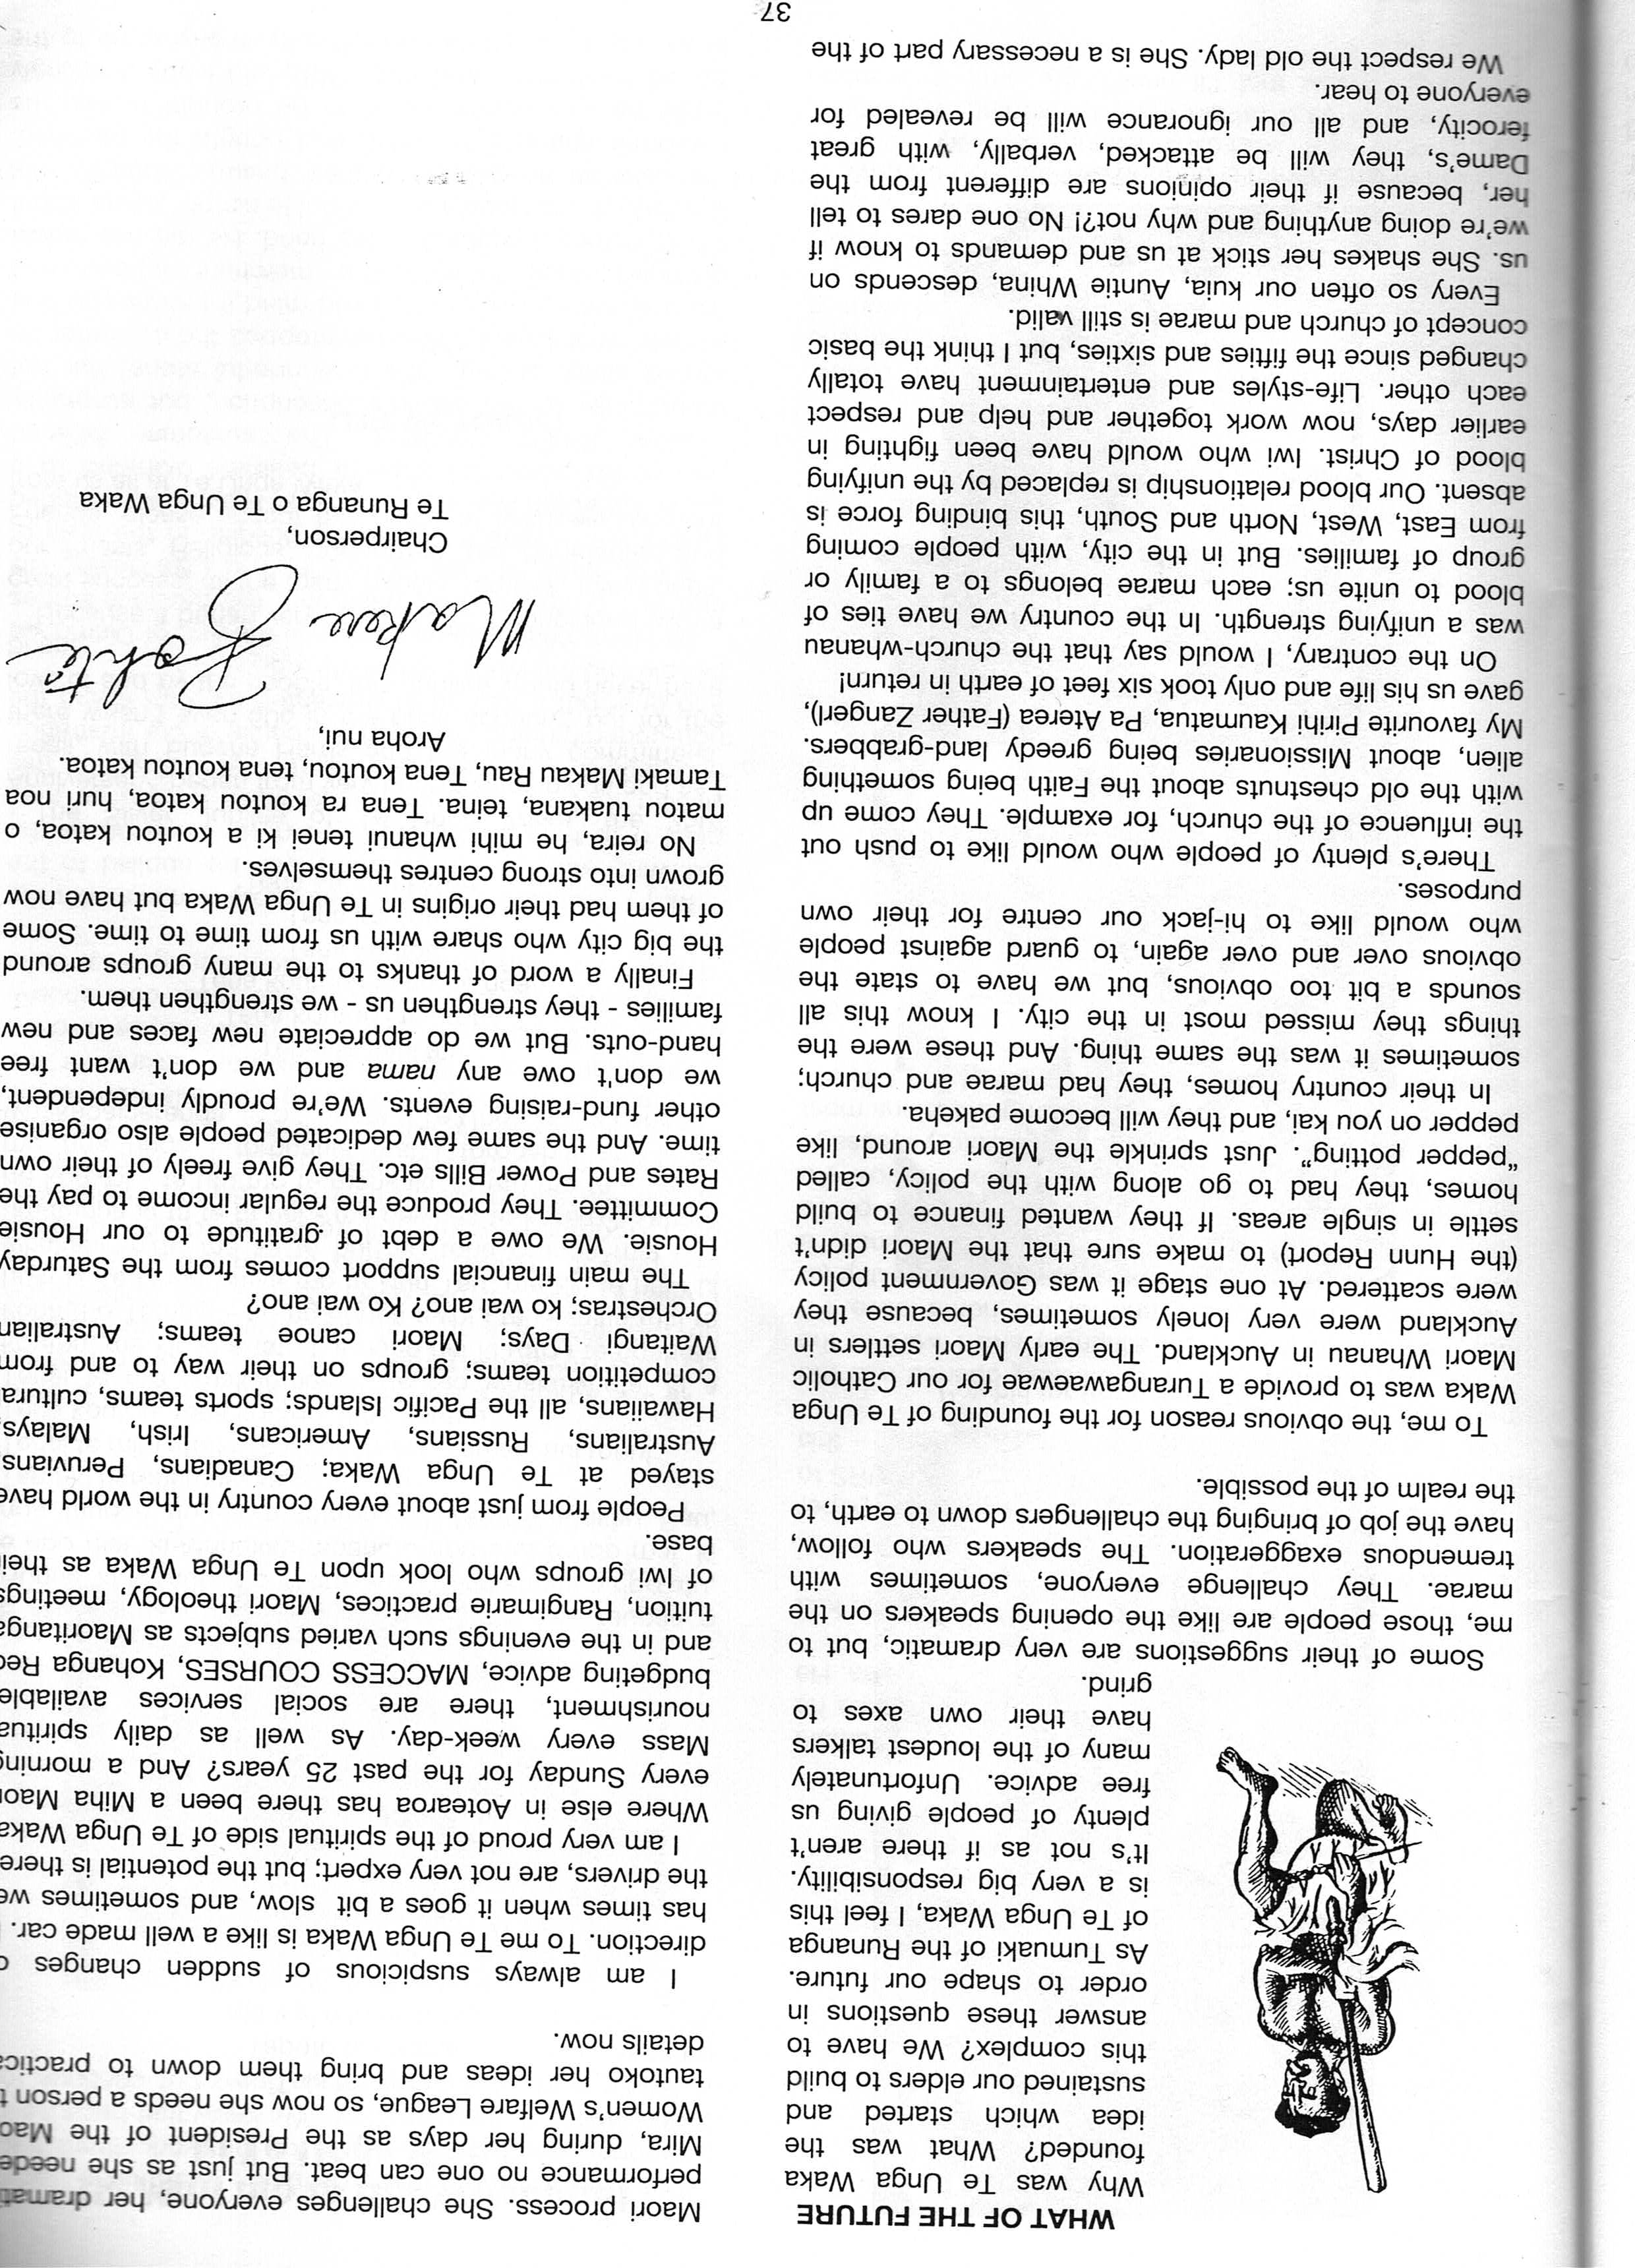 WHAT OF THE FUTURE
Why was Te Unga Waka
founded? What was the
idea which started and
sustained our elders to build
this complex? We have to
answer these questions in
order to shape our future.
As Tumuaki of the Runanga
of Te Unga Waka, I feel this
is a very big responsibility.
It's not as if there aren't
plenty of people giving us
free advice. Unfortunately
many of the loudest talkers
have their own axes to
grind.
Some of their suggestions are very dramatic, but to
me, those people are like the opening speakers on the
marae. They challenge everyone, sometimes with
tremendous exaggeration. The speakers who follow,
have the job of bringing the challengers down to earth, to
the realm of the possible.
To me, the obvious reason for the founding of Te Unga
Waka was to provide a Turangawaewae for our Catholic
Maori Whanau in Auckland. The early Maori settlers in
Auckland were very lonely sometimes, because they
were scattered. At one stage it was Government policy
(the Hunn Report) to make sure that the Maori didn't
settle in single areas. If they wanted finance to build
homes, they had to go along with the policy, called
"pepper potting". Just sprinkle the Maori around, like
pepper on you kai, and they will become pakeha.
In their country homes, they had marae and church;
sometimes it was the same thing. And these were the
things they missed most in the city. I know this all
sounds a bit too obvious, but we have to state the
obvious over and over again, to guard against people
who would like to hi-jack our centre for their own
purposes.
There's plenty of people who would like to push out
the influence of the church, for example. They come up
with the old chestnuts about the Faith being something
alien, about Missionaries being greedy land-grabbers.
My favourite Pirihi Kaumatua, Pa Aterea (Father Zangerl),
gave us his life and only took six feet of earth in return!
On the contrary, I would say that the church-whanau
was a unifying strength. In the country we have ties of
blood to unite us; each marae belongs to a family or
group of families. But in the city, with people coming
from East, West, North and South, this binding force is
absent. Our blood relationship is replaced by the unifying
blood of Christ. Iwi who would have been fighting in
earlier days, now work together and help and respect
each other. Life-styles and entertainment have totally
changed since the fifties and sixties, but I think the basic
concept of church and marae is still valid.
Every so often our kuia, Auntie Whina, descends on
us. She shakes her stick at us and demands to know if
we're doing anything and why not?! No one dares to tell
her, because if their opinions are different from the
Dame's, they will be attacked, verbally, with great
ferocity, and all our ignorance will be revealed for
everyone to hear.
We respect the old lady. She is a necessary part of the
37
Maori process. She challenges everyone, her dramati
performance no one can beat. But just as she neede
Mira, during her days as the President of the Mao
Women's Welfare League, so now she needs a person t
tautoko her ideas and bring them down to practica
details now.
I am always suspicious of sudden changes o
direction. To me Te Unga Waka is like a well made car.
has times when it goes a bit slow, and sometimes we
the drivers, are not very expert; but the potential is there
I am very proud of the spiritual side of Te Unga Waka
Where else in Aotearoa has there been a Miha Maor
every Sunday for the past 25 years? And a morning
Mass every week-day. As well as daily spiritua
nourishment, there are social services available
budgeting advice, MACCESS COURSES, Kohanga Reo
and in the evenings such varied subjects as Maoritanga
tuition, Rangimarie practices, Maori theology, meetings
of Iwi groups who look upon Te Unga Waka as thei
base.
People from just about every country in the world have
stayed at Te Unga Waka; Canadians, Peruvians
Australians, Russians, Americans, Irish, Malays,
Hawaiians, all the Pacific Islands; sports teams, cultura
competition teams; groups on their way to and from
Waitangi Days; Maori canoe teams; Australian
Orchestras; ko wai ano? Ko wai ano?
The main financial support comes from the Saturday
Housie. We owe a debt of gratitude to our Housie
Committee. They produce the regular income to pay the
Rates and Power Bills etc. They give freely of their own
time. And the same few dedicated people also organise
other fund-raising events. We're proudly independent,
we don't owe any nama and we don't want free
hand-outs. But we do appreciate new faces and new
families - they strengthen us - we strengthen them.
Finally a word of thanks to the many groups around
the big city who share with us from time to time. Some
of them had their origins in Te Unga Waka but have now
grown into strong centres themselves.
No reira, he mihi whanui tenei ki a koutou katoa, o
matou tuakana, teina. Tena ra koutou katoa, huri noa
Tamaki Makau Rau, Tena koutou, tena koutou katoa.
Aroha nui,
Makere Bohte
Chairperson,
Te Runanga o Te Unga Waka